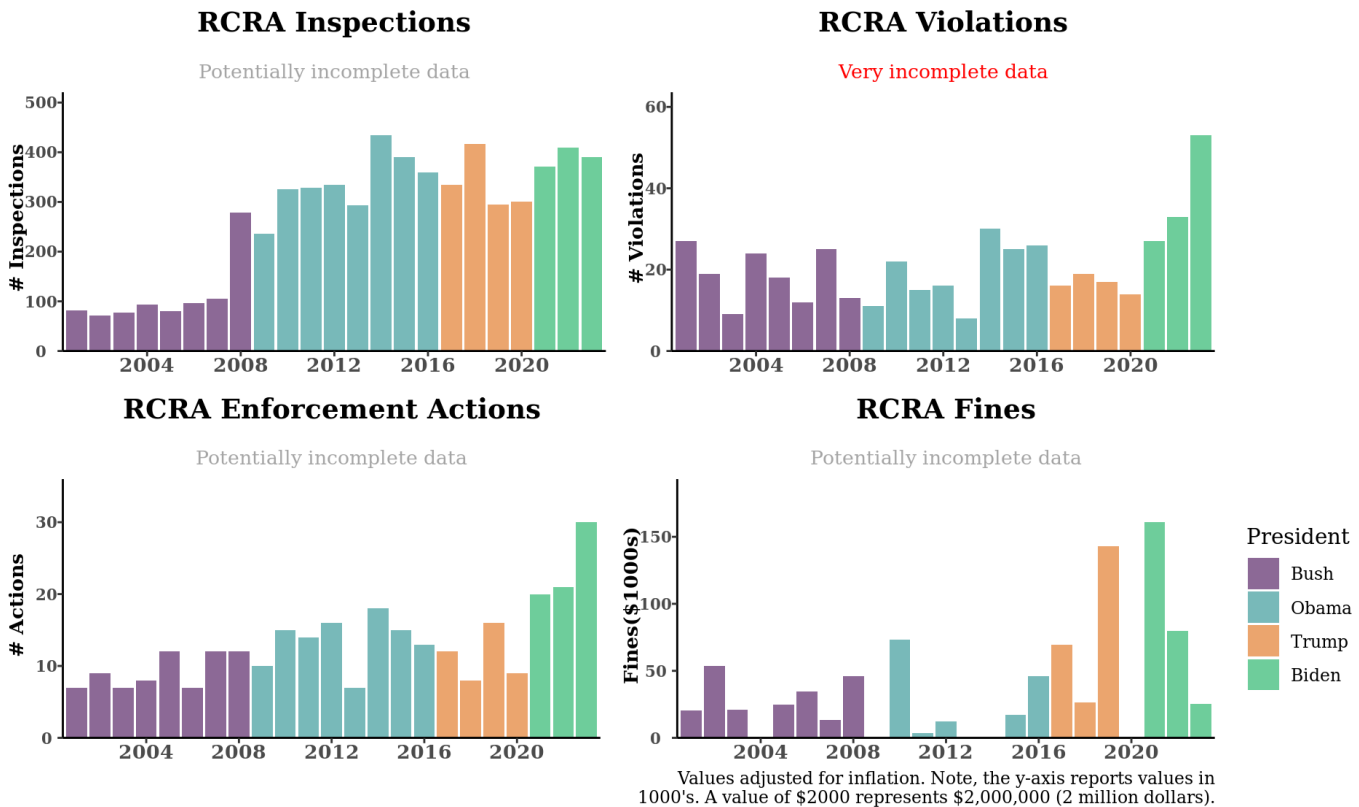 RCRA Inspections
Potentially incomplete data
# Inspections
500
400
300
200
100
0
2004 2008 2012 2016 2020
RCRA Violations
Very incomplete data
# Violations
60
40
20
0
2004 2008 2012 2016 2020
RCRA Enforcement Actions
Potentially incomplete data
# Actions
30
20
10
0
2004 2008 2012 2016 2020
RCRA Fines
Potentially incomplete data
Fines($1000s)
150
100
50
0
2004 2008 2012 2016 2020
President
Bush
Obama
Trump
Biden
Values adjusted for inflation. Note, the y-axis reports values in
1000's. A value of $2000 represents $2,000,000 (2 million dollars).